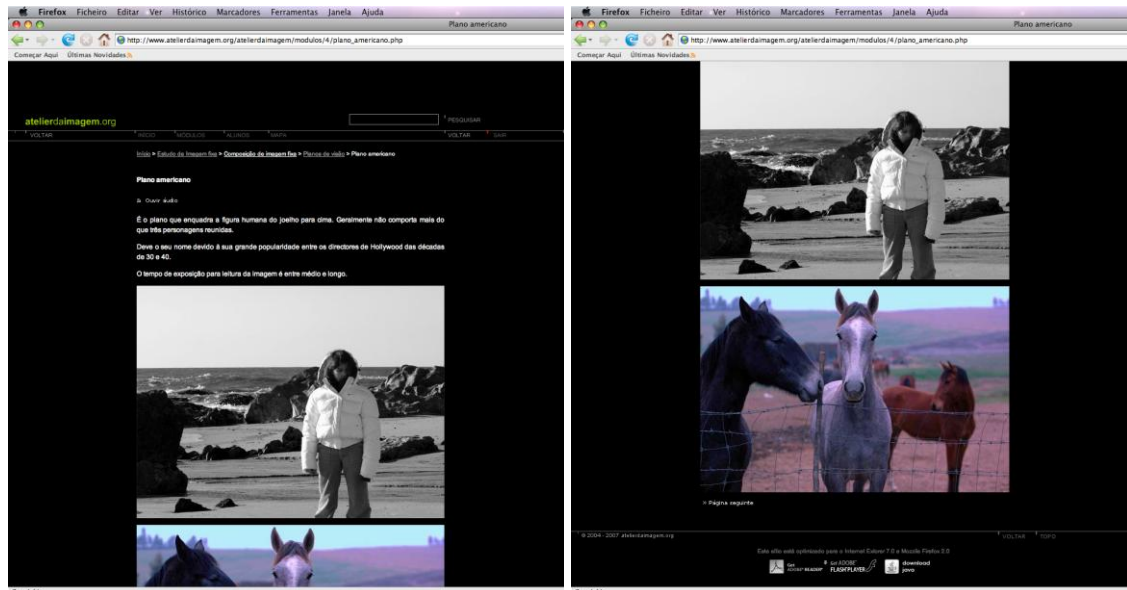 Firefox Ficheiro Editar Ver Histórico Marcadores Ferramentas Janela Ajuda
Plano americano
http://www.atelierdaimagem.org/atelierdaimagem/modulos/4/plano_americano.php
Começar Aqui Últimas Novidades
atelierdaimagem.org
PESQUISAR
VOLTAR INÍCIO MÓDULOS ALUNOS MAPA VOLTAR SAIR
Início > Estudo da Imagem fixa > Composição de imagem fixa > Planos de visão > Plano americano
Plano americano
Ouvir áudio
É o plano que enquadra a figura humana do joelho para cima. Geralmente não comporta mais do
que três personagens reunidas.
Deve o seu nome devido à sua grande popularidade entre os directores de Hollywood das décadas
de 30 e 40.
O tempo de exposição para leitura da imagem é entre médio e longo.
Firefox Ficheiro Editar Ver Histórico Marcadores Ferramentas Janela Ajuda
Plano americano
http://www.atelierdaimagem.org/atelierdaimagem/modulos/4/plano_americano.php
Começar Aqui Últimas Novidades
> Página seguinte
© 2004 - 2007 atelierdaimagem.org VOLTAR TOPO
Este sítio está optimizado para o Internet Explorer 7.0 e Mozilla Firefox 2.0
Get ADOBE® READER® Get ADOBE® FLASH® PLAYER download java